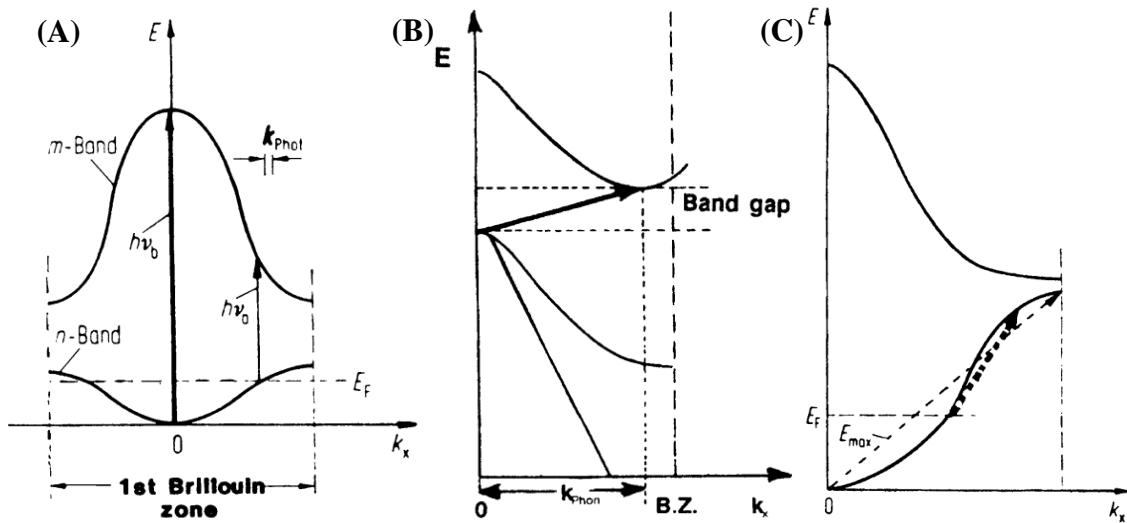 (A)
E
k_Phot
m-Band
hν_b
hν_a
n-Band
E_F
0
k_x
1st Brillouin
zone
(B)
E
Band gap
0
k_Phon
B.Z.
k_x
(C)
E
E_F
E_max
0
k_x